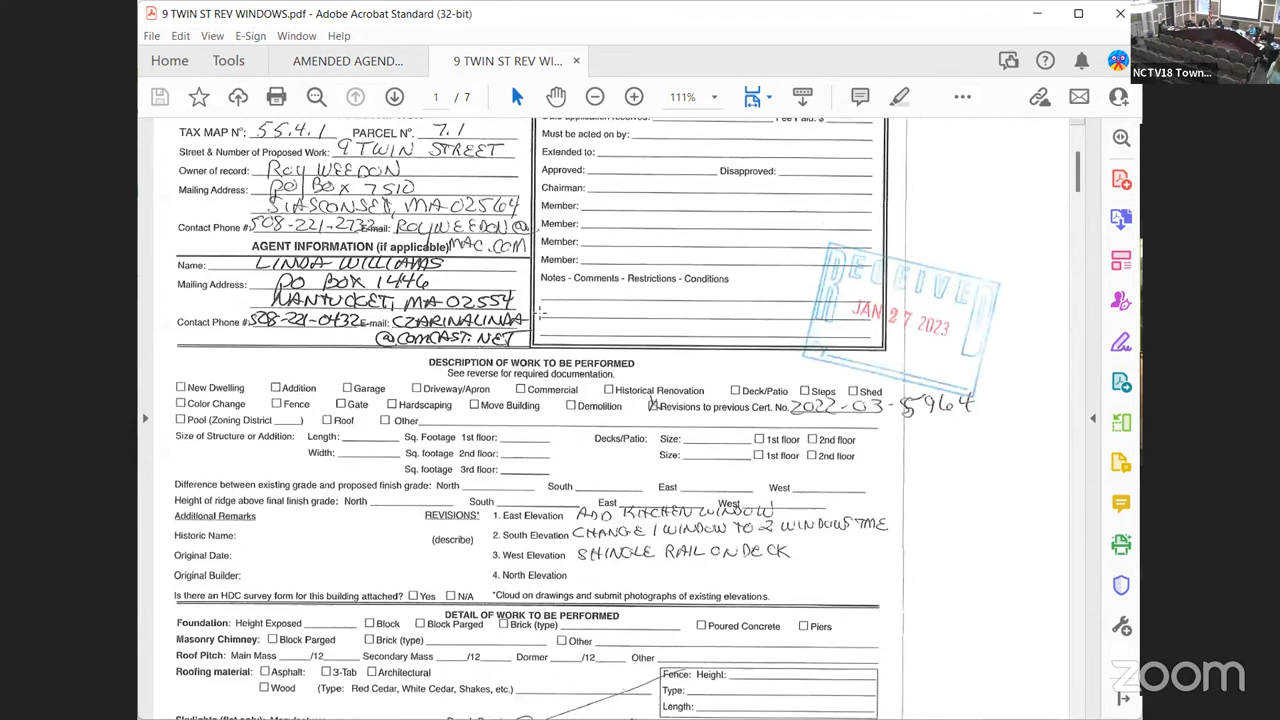 9 TWIN ST REV WINDOWS.pdf - Adobe Acrobat Standard (32-bit)
File Edit View E-Sign Window Help
Home Tools AMENDED AGEND... 9 TWIN ST REV WI... ×
1 / 7 111%
NCTV18 Town...
TAX MAP N°: 55.4.1 PARCEL N°. 7.1
Street & Number of Proposed Work: 9 TWIN STREET
Owner of record: ROY WEEDON
Mailing Address: PO BOX 7510
SIASCONSET, MA 02564
Contact Phone #: 508-221-2732 E-mail: ROYWEEDON@
MAC.COM
AGENT INFORMATION (if applicable)
Name: LINDA WILLIAMS
Mailing Address: PO BOX 1446
NANTUCKET, MA 02554
Contact Phone #: 508-221-0432 E-mail: CZARINALINDA
@COMCAST.NET
Must be acted on by:
Extended to:
Approved: Disapproved:
Chairman:
Member:
Member:
Member:
Member:
Notes - Comments - Restrictions - Conditions
RECEIVED
JAN 27 2023
DESCRIPTION OF WORK TO BE PERFORMED
See reverse for required documentation.
New Dwelling Addition Garage Driveway/Apron Commercial Historical Renovation Deck/Patio Steps Shed
Color Change Fence Gate Hardscaping Move Building Demolition Revisions to previous Cert. No. 2022-03-5964
Pool (Zoning District ) Roof Other
Size of Structure or Addition: Length: Sq. Footage 1st floor: Decks/Patio: Size: 1st floor 2nd floor
Width: Sq. footage 2nd floor: Size: 1st floor 2nd floor
Sq. footage 3rd floor:
Difference between existing grade and proposed finish grade: North South East West
Height of ridge above final finish grade: North South East West
Additional Remarks REVISIONS* 1. East Elevation ADD KITCHEN WINDOW
Historic Name: (describe) 2. South Elevation CHANGE 1 WINDOW TO 2 WINDOWS
Original Date: 3. West Elevation SHINGLE RAIL ON DECK
Original Builder: 4. North Elevation
Is there an HDC survey form for this building attached? Yes N/A *Cloud on drawings and submit photographs of existing elevations.
DETAIL OF WORK TO BE PERFORMED
Foundation: Height Exposed Block Block Parged Brick (type) Poured Concrete Piers
Masonry Chimney: Block Parged Brick (type) Other
Roof Pitch: Main Mass /12 Secondary Mass /12 Dormer /12 Other
Roofing material: Asphalt: 3-Tab Architectural
Wood (Type: Red Cedar, White Cedar, Shakes, etc.)
Fence: Height:
Type:
Length:
zoom